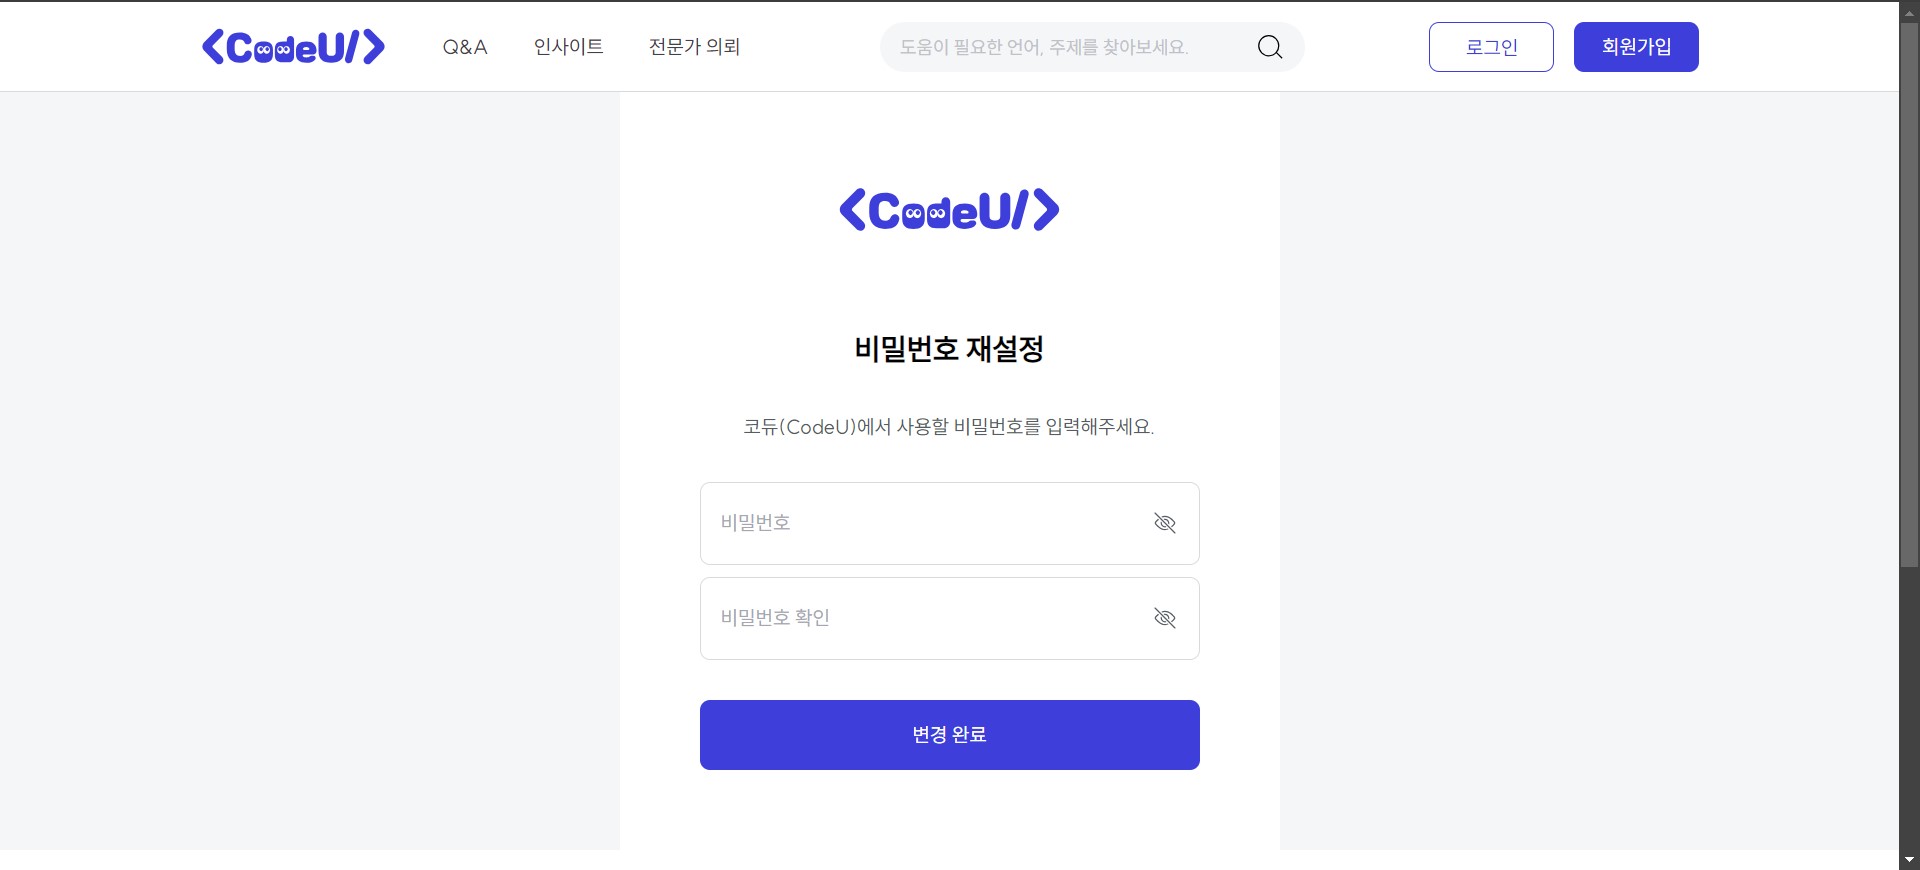 <CodeU/>
Q&A 인사이트 전문가 의뢰 도움이 필요한 언어, 주제를 찾아보세요. 로그인 회원가입
<CodeU/>
비밀번호 재설정
코듀(CodeU)에서 사용할 비밀번호를 입력해주세요.
비밀번호
비밀번호 확인
변경 완료